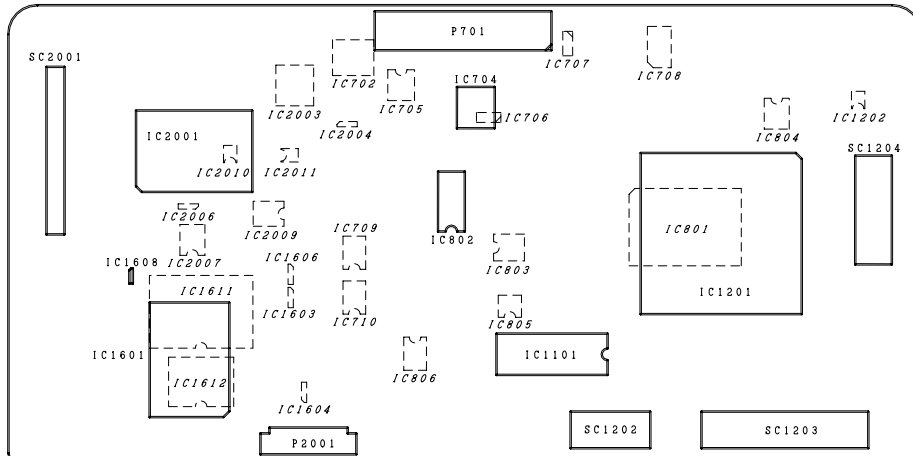 P701
SC2001
IC707
IC708
IC702
IC704
IC705
IC2003
IC706
IC1202
IC2001
IC2004
IC804
SC1204
IC2010
IC2011
IC2006
IC2009
IC709
IC802
IC801
IC1606
IC2007
IC1608
IC803
IC1611
IC1201
IC1603
IC710
IC805
IC1601
IC1101
IC1612
IC806
IC1604
SC1202
SC1203
P2001